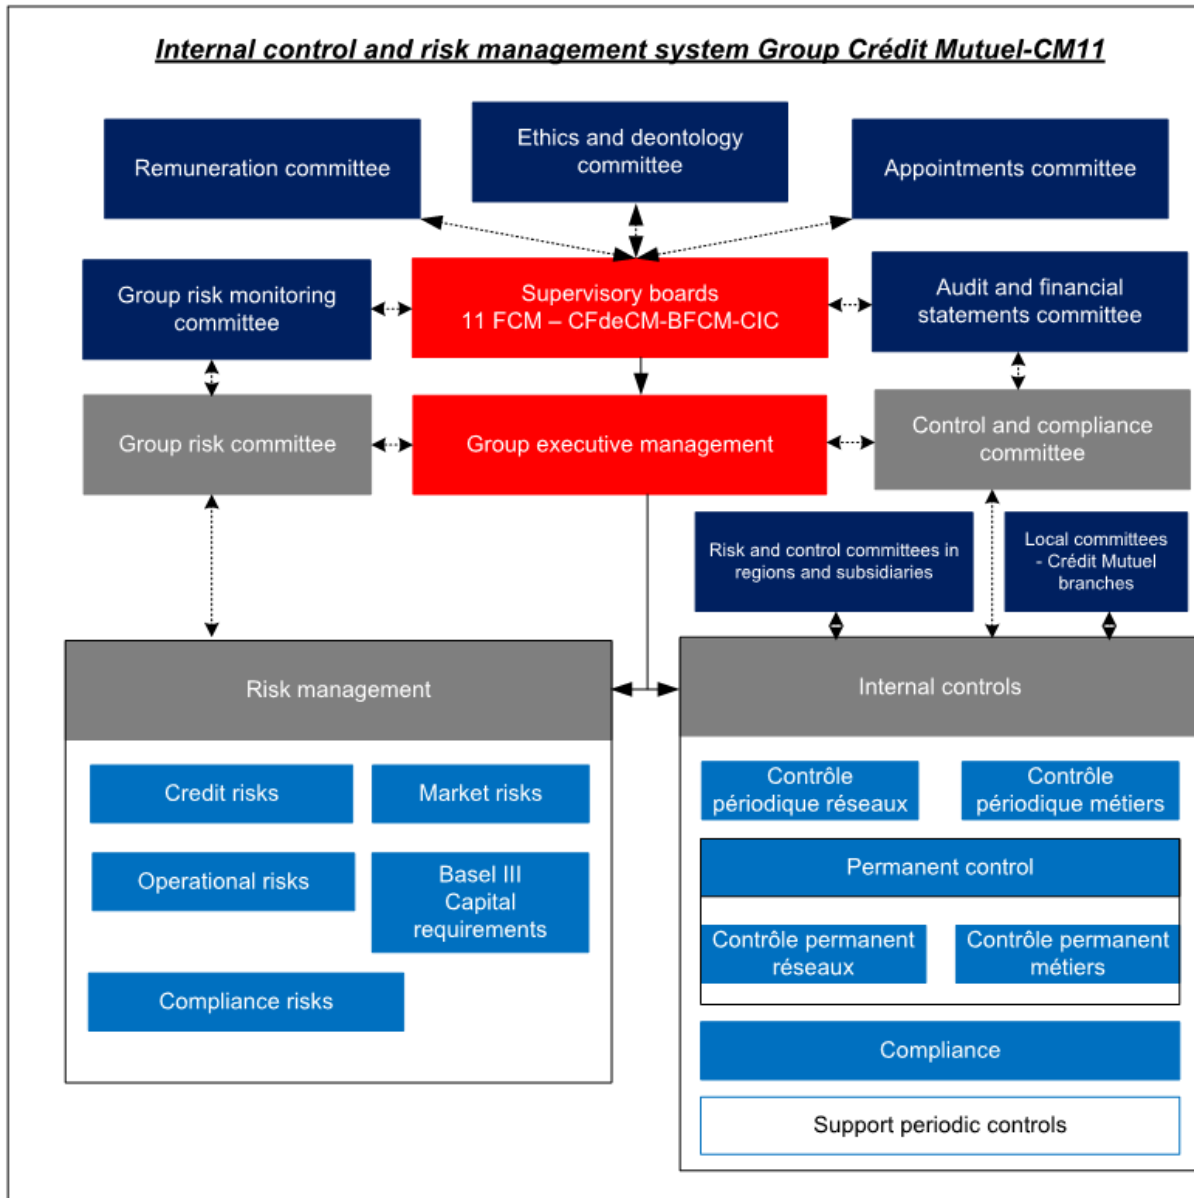 Internal control and risk management system Group Crédit Mutuel-CM11
Remuneration committee
Ethics and deontology
committee
Appointments committee
Group risk monitoring
committee
Supervisory boards
11 FCM – CFdeCM-BFCM-CIC
Audit and financial
statements committee
Group risk committee
Group executive management
Control and compliance
committee
Risk and control committees in
regions and subsidiaries
Local committees
- Crédit Mutuel
branches
Risk management
Internal controls
Credit risks
Market risks
Operational risks
Basel III
Capital
requirements
Compliance risks
Contrôle
périodique réseaux
Contrôle
périodique métiers
Permanent control
Contrôle permanent
réseaux
Contrôle permanent
métiers
Compliance
Support periodic controls